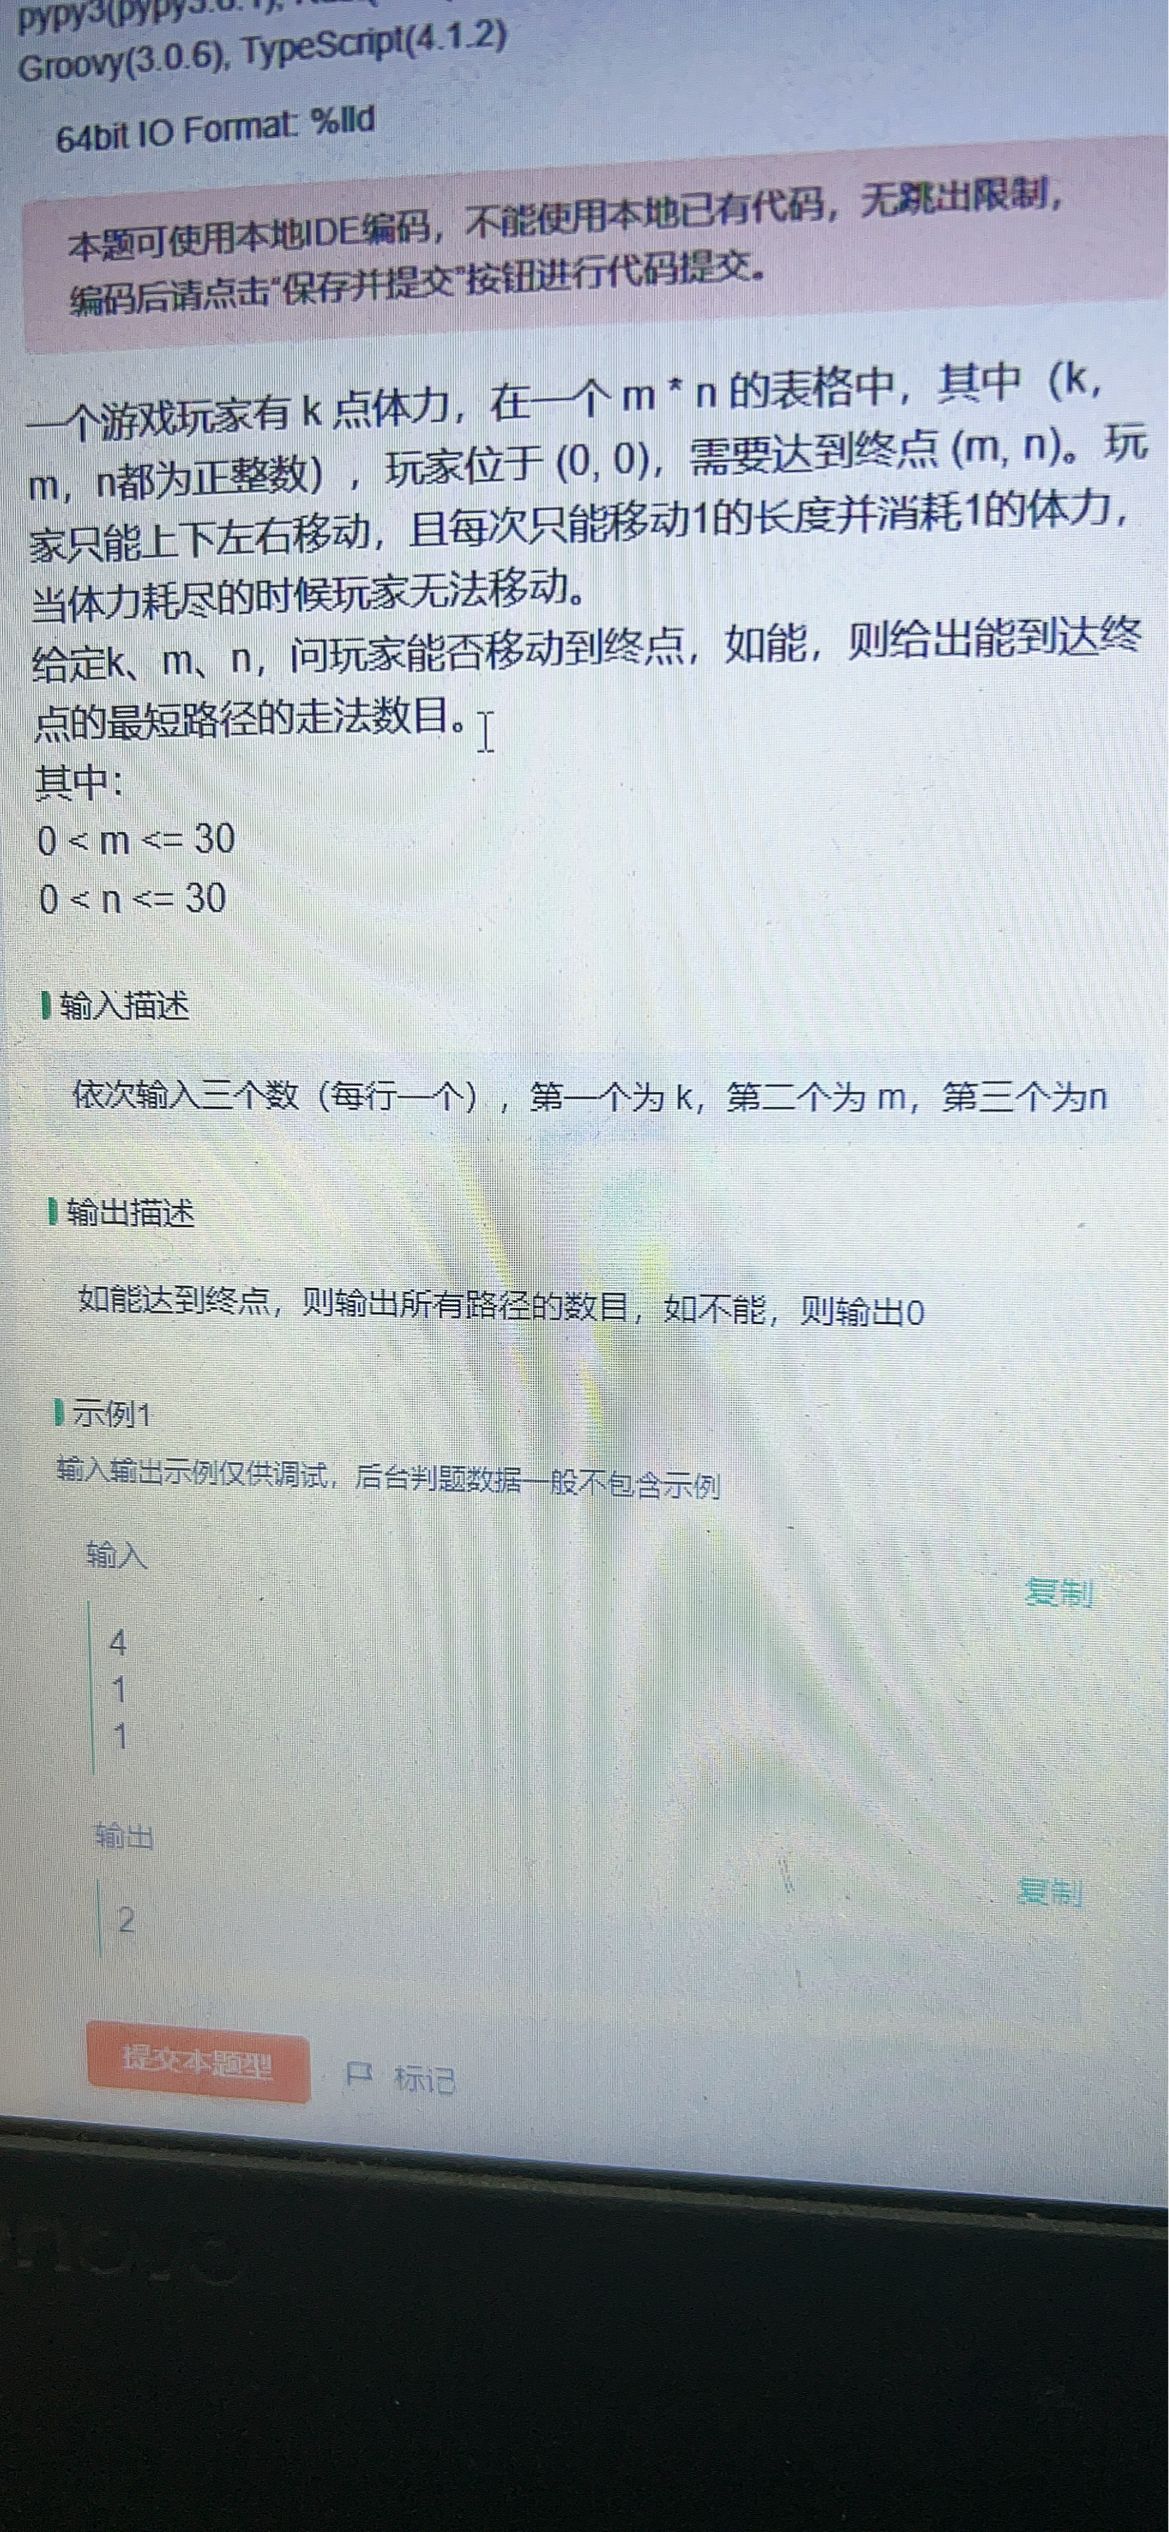 Groovy(3.0.6), TypeScript(4.1.2)
64bit IO Format: %lld
本题可使用本地IDE编码，不能使用本地已有代码，无跳出限制，
编码后请点击“保存并提交”按钮进行代码提交。
一个游戏玩家有 k 点体力，在一个 m * n 的表格中，其中（k，
m，n都为正整数），玩家位于 (0, 0)，需要达到终点 (m, n)。玩
家只能上下左右移动，且每次只能移动1的长度并消耗1的体力，
当体力耗尽的时候玩家无法移动。
给定k、m、n，问玩家能否移动到终点，如能，则给出能到达终
点的最短路径的走法数目。
其中：
0 < m <= 30
0 < n <= 30
输入描述
依次输入三个数（每行一个），第一个为 k，第二个为 m，第三个为n
输出描述
如能达到终点，则输出所有路径的数目，如不能，则输出0
示例1
输入输出示例仅供调试，后台判题数据一般不包含示例
输入
复制
4
1
1
输出
复制
2
提交本题型
标记